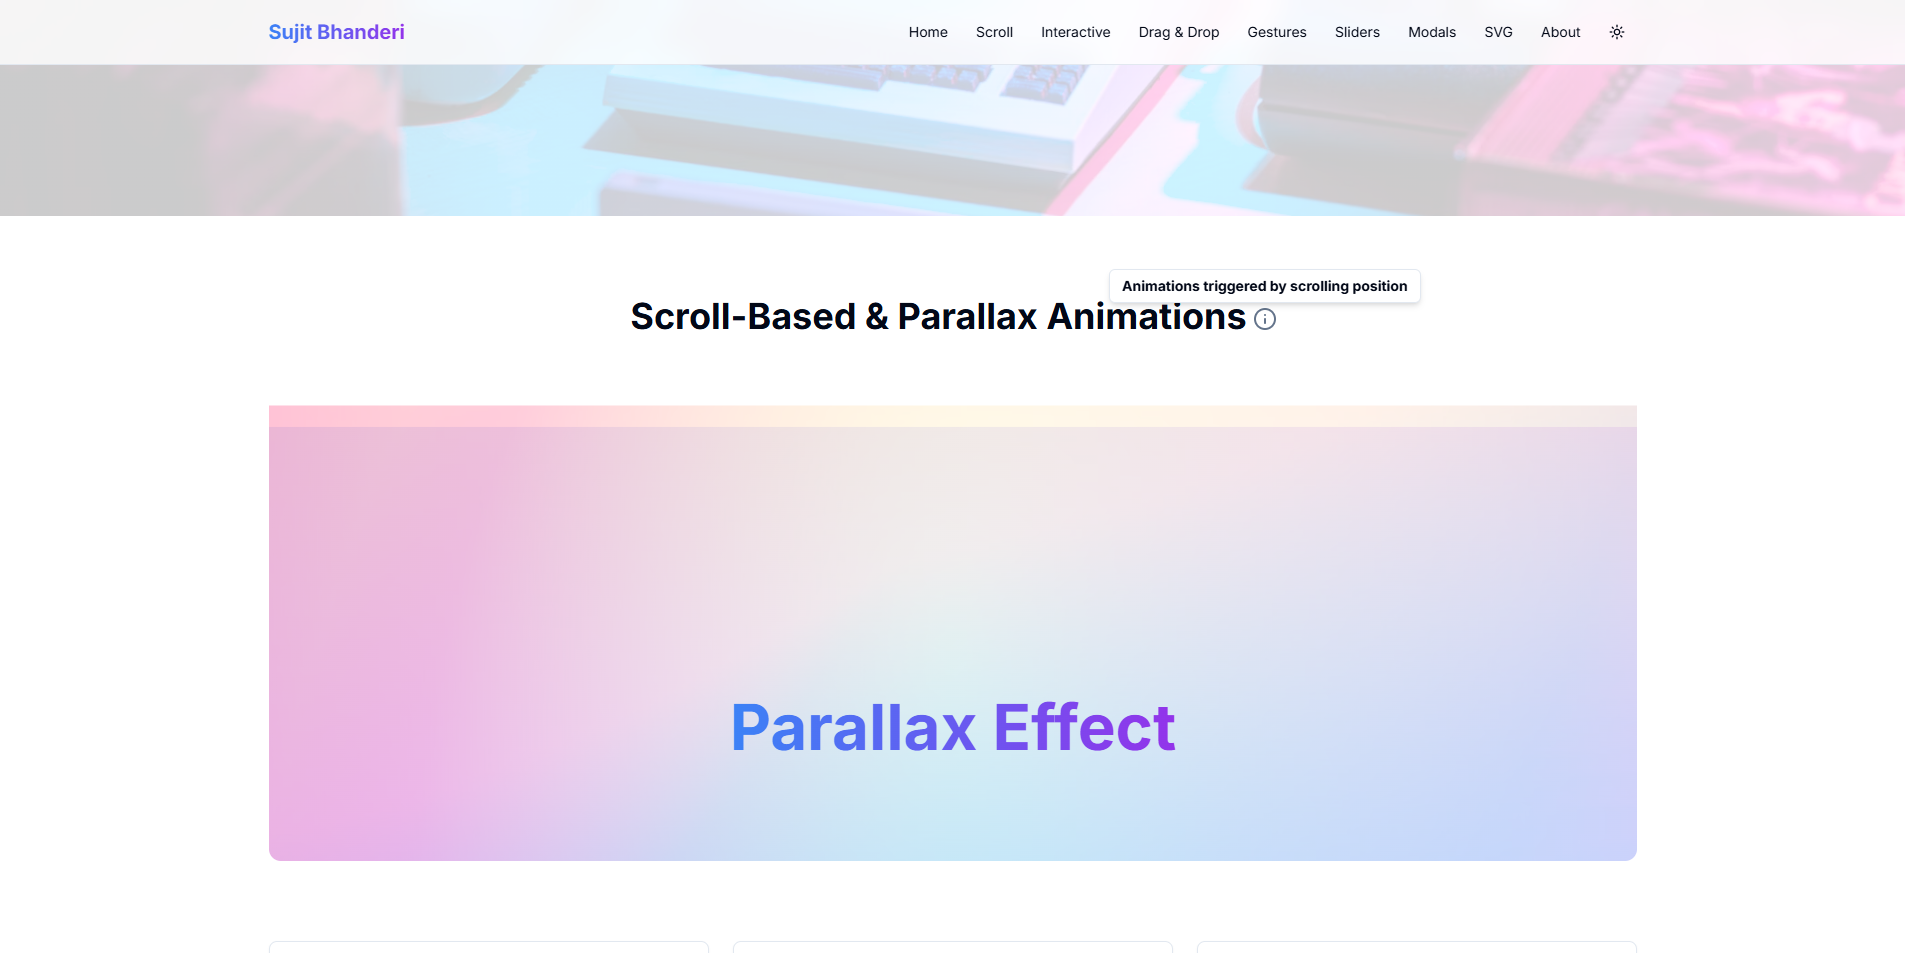 Sujit Bhanderi
Home Scroll Interactive Drag & Drop Gestures Sliders Modals SVG About
Animations triggered by scrolling position
Scroll-Based & Parallax Animations
Parallax Effect